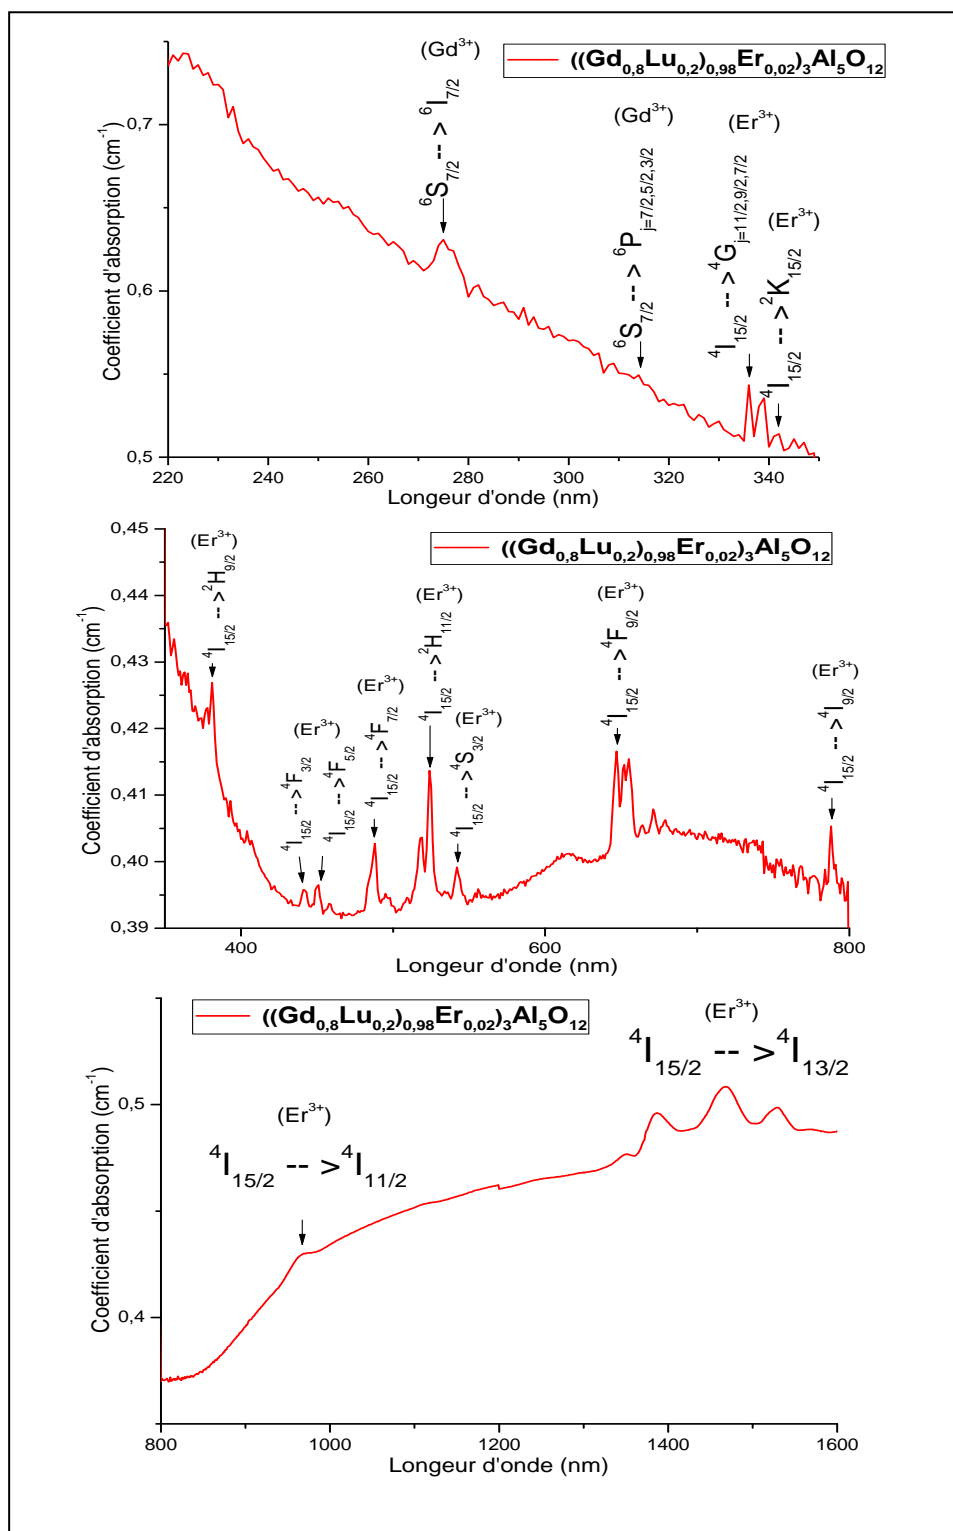 ((Gd0,8Lu0,2)0,98Er0,02)3Al5O12
(Gd3+)
6S7/2 -- > 6I7/2
(Gd3+)
6S7/2 -- > 6Pj=7/2,5/2,3/2
(Er3+)
4I15/2 -- > 4Gj=11/2,9/2,7/2
(Er3+)
4I15/2 -- >2K15/2
Coefficient d'absorption (cm-1)
0,7
0,6
0,5
220 240 260 280 300 320 340
Longeur d'onde (nm)
((Gd0,8Lu0,2)0,98Er0,02)3Al5O12
(Er3+)
4I15/2 -- >2H9/2
(Er3+)
4I15/2 -- >4F3/2
4I15/2 -- >4F5/2
(Er3+)
4I15/2 -- >4F7/2
(Er3+)
4I15/2 -- >2H11/2
(Er3+)
4I15/2 -- >4S3/2
(Er3+)
4I15/2 -- >4F9/2
(Er3+)
4I15/2 -- >4I9/2
Coefficient d'absorption (cm-1)
0,45
0,44
0,43
0,42
0,41
0,40
0,39
400 600 800
Longeur d'onde (nm)
((Gd0,8Lu0,2)0,98Er0,02)3Al5O12
(Er3+)
4I15/2 -- >4I13/2
(Er3+)
4I15/2 -- >4I11/2
Coefficient d'absorption (cm-1)
0,5
0,4
800 1000 1200 1400 1600
Longeur d'onde (nm)